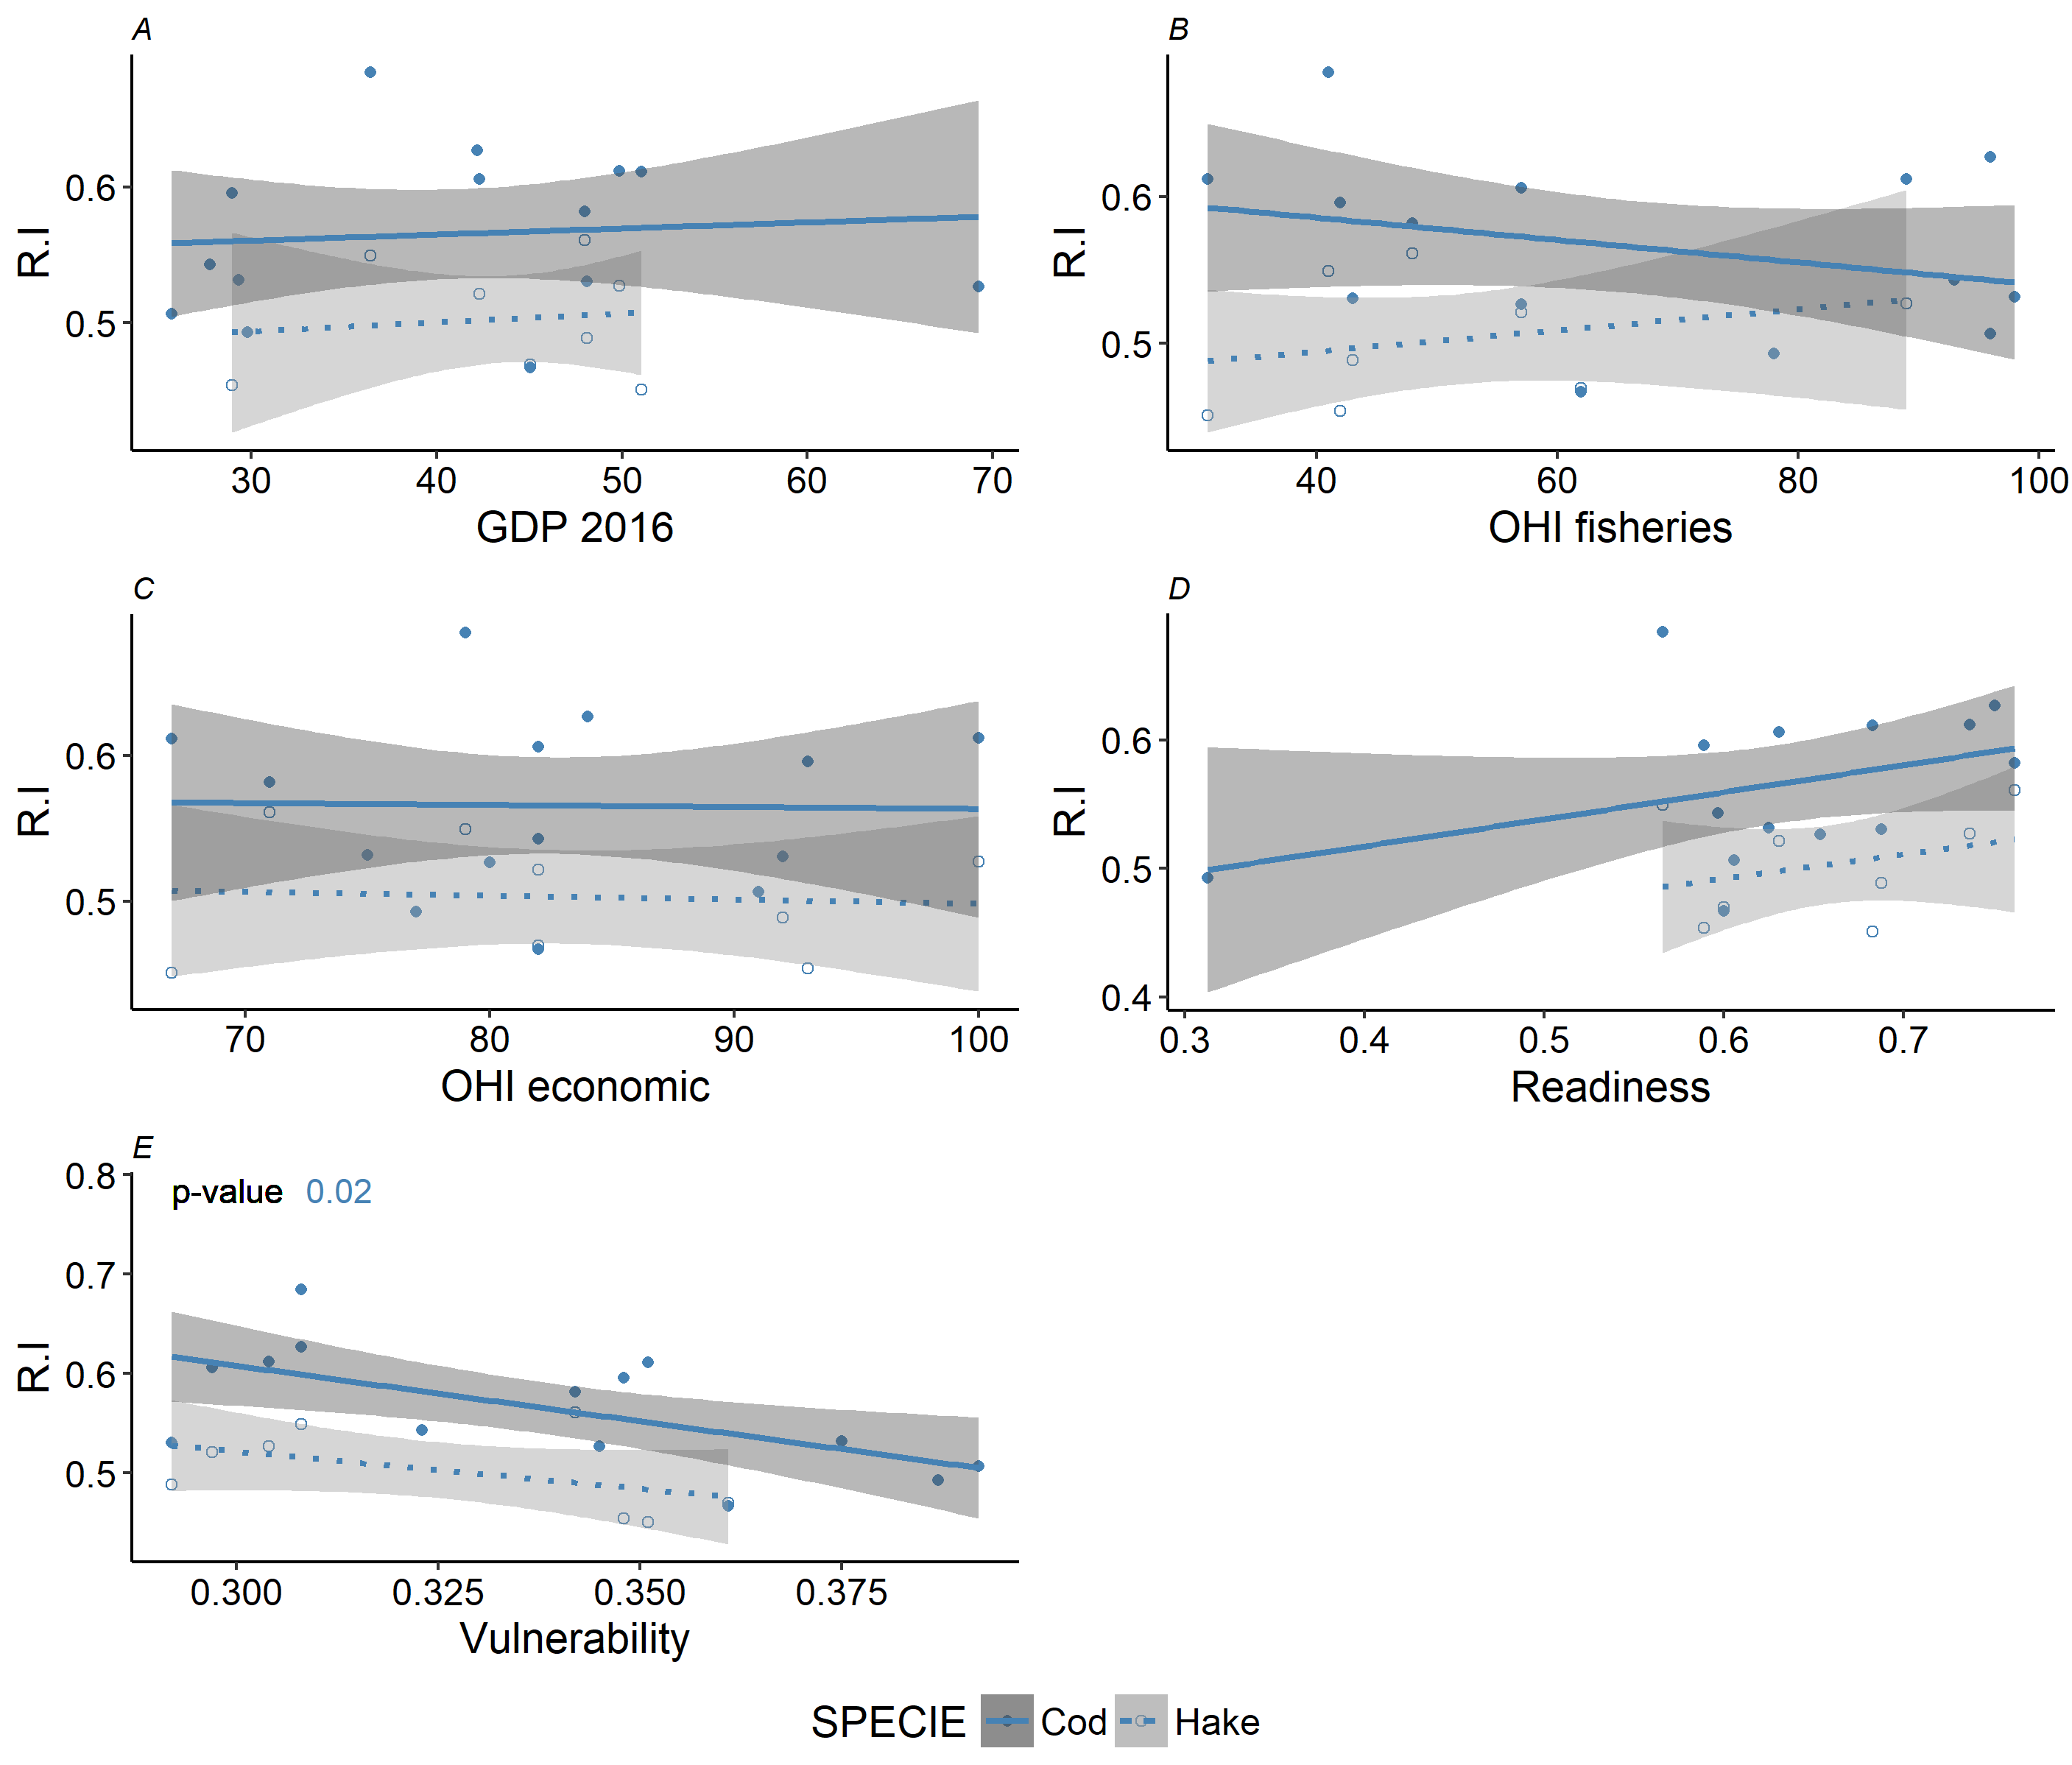 A
R.I
0.6
0.5
30 40 50 60 70
GDP 2016
B
R.I
0.6
0.5
40 60 80 100
OHI fisheries
C
R.I
0.6
0.5
70 80 90 100
OHI economic
D
R.I
0.6
0.5
0.4
0.3 0.4 0.5 0.6 0.7
Readiness
E
p-value 0.02
R.I
0.8
0.7
0.6
0.5
0.300 0.325 0.350 0.375
Vulnerability
SPECIE Cod Hake